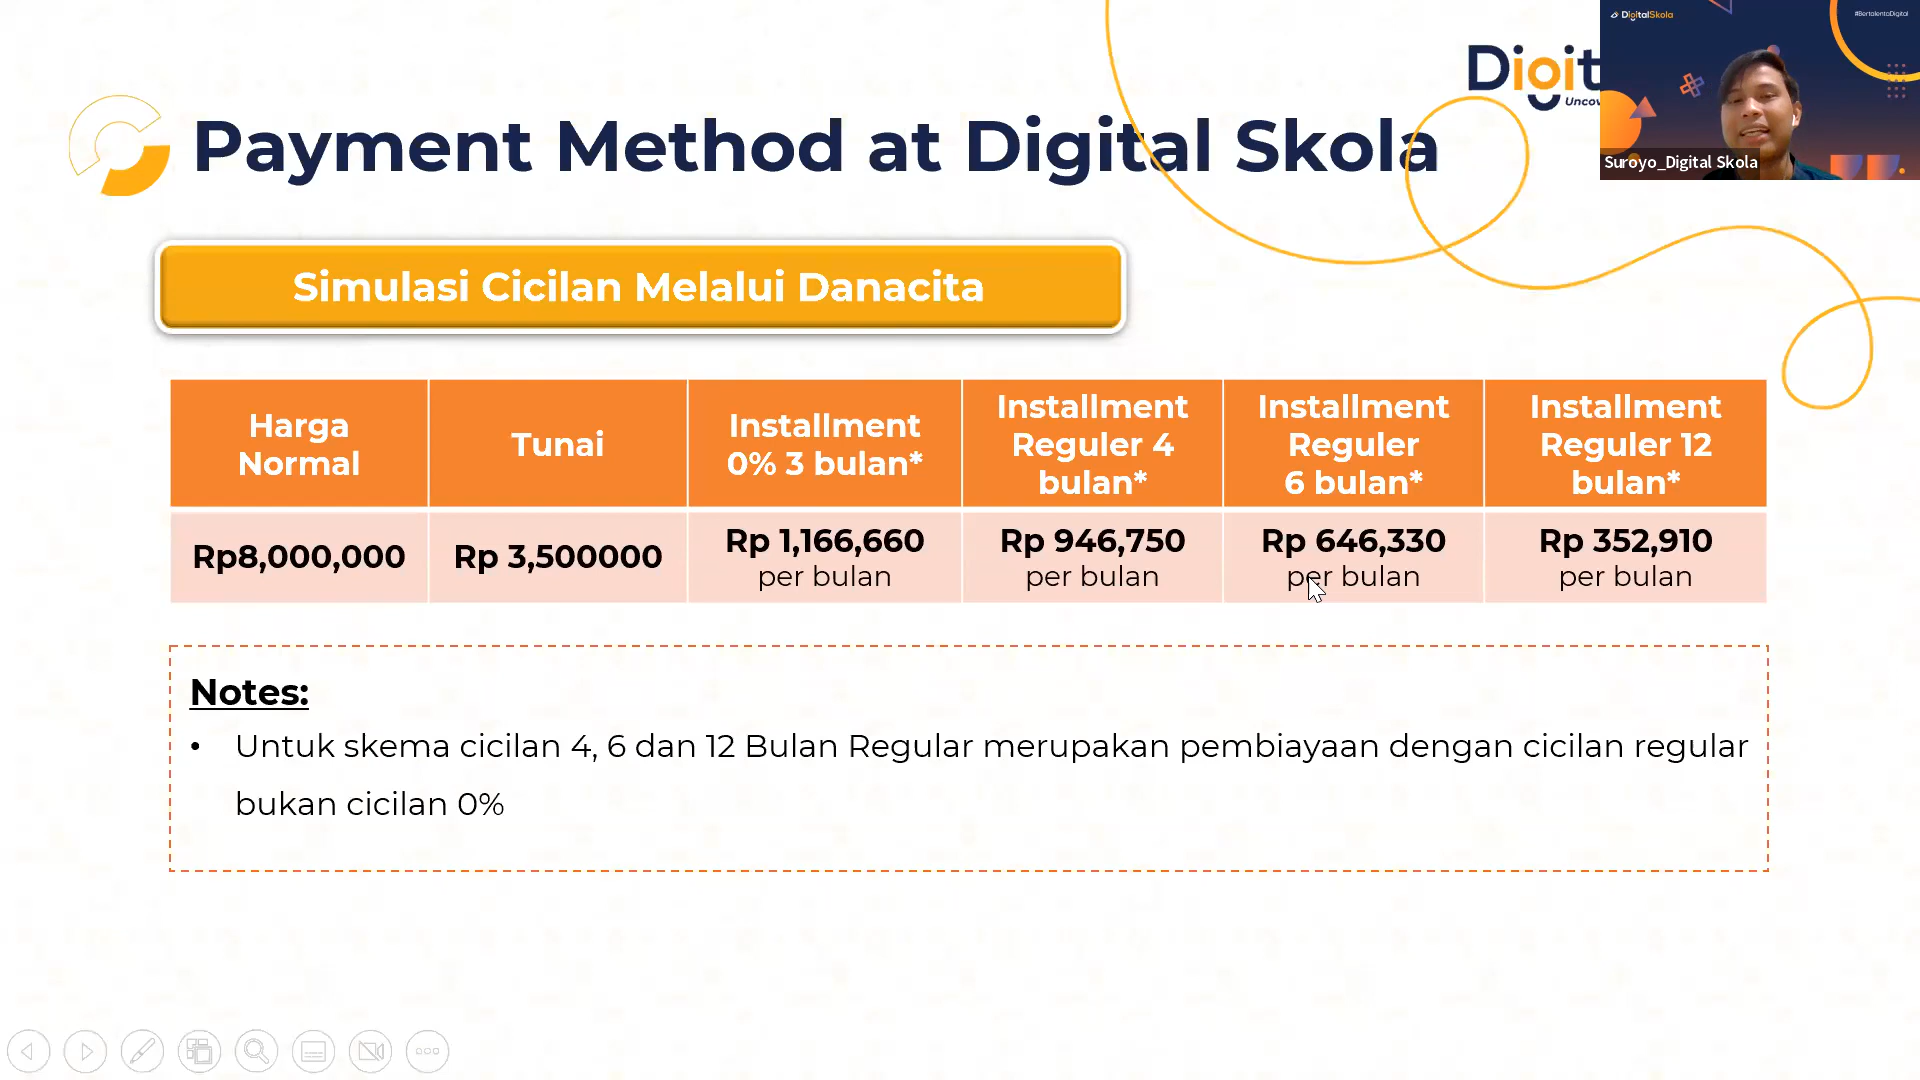 DigitalSkola
#BertalentaDigital
Digit
Uncov
Suroyo_Digital Skola
Payment Method at Digital Skola
Simulasi Cicilan Melalui Danacita
Harga
Normal
Tunai
Installment
0% 3 bulan*
Installment
Reguler 4
bulan*
Installment
Reguler
6 bulan*
Installment
Reguler 12
bulan*
Rp8,000,000
Rp 3,500000
Rp 1,166,660
per bulan
Rp 946,750
per bulan
Rp 646,330
per bulan
Rp 352,910
per bulan
Notes:
• Untuk skema cicilan 4, 6 dan 12 Bulan Regular merupakan pembiayaan dengan cicilan regular
bukan cicilan 0%